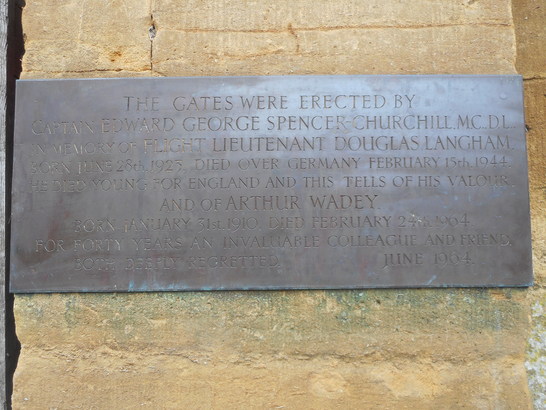 THE GATES WERE ERECTED BY
CAPTAIN EDWARD GEORGE SPENCER-CHURCHILL, M.C. D.L.
IN MEMORY OF FLIGHT LIEUTENANT DOUGLAS LANGHAM
BORN JUNE 28th 1925. DIED OVER GERMANY FEBRUARY 15th 1944.
HE DIED YOUNG FOR ENGLAND AND THIS TELLS OF HIS VALOUR.
AND OF ARTHUR WADEY.
BORN JANUARY 31st 1910. DIED FEBRUARY 24th 1964.
FOR FORTY YEARS AN INVALUABLE COLLEAGUE AND FRIEND.
BOTH DEEPLY REGRETTED. JUNE 1964.